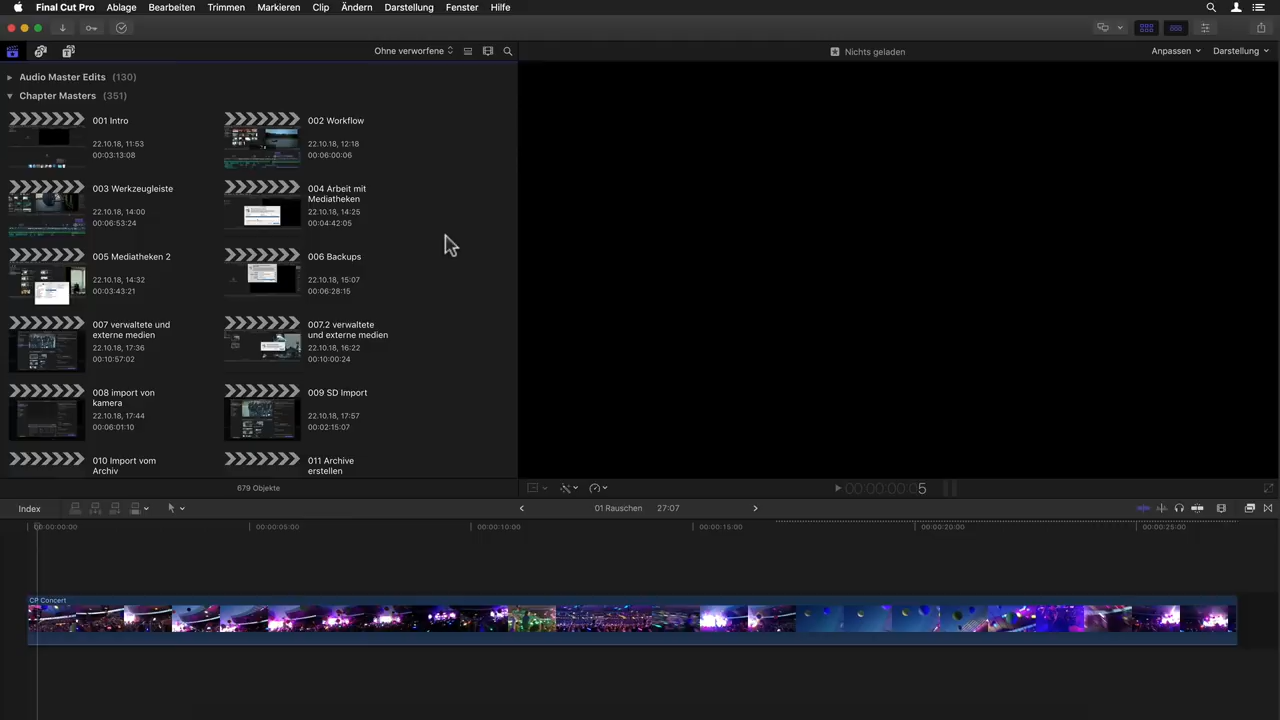 Final Cut Pro Ablage Bearbeiten Trimmen Markieren Clip Ändern Darstellung Fenster Hilfe
Ohne verworfene
Nichts geladen
Anpassen
Darstellung
Audio Master Edits (130)
Chapter Masters (351)
001 Intro
22.10.18, 11:53
00:03:13:08
002 Workflow
22.10.18, 12:18
00:06:00:06
003 Werkzeugleiste
22.10.18, 14:00
00:06:53:24
004 Arbeit mit
Mediatheken
22.10.18, 14:25
00:04:42:05
005 Mediatheken 2
22.10.18, 14:32
00:03:43:21
006 Backups
22.10.18, 15:07
00:06:28:15
007 verwaltete und
externe medien
22.10.18, 17:36
00:10:57:02
007.2 verwaltete
und externe medien
22.10.18, 16:22
00:10:00:24
008 import von
kamera
22.10.18, 17:44
00:06:01:10
009 SD Import
22.10.18, 17:57
00:02:15:07
010 Import vom
Archiv
011 Archive
erstellen
679 Objekte
00:00:00:05
Index
01 Rauschen 27:07
00:00:00:00 00:00:05:00 00:00:10:00 00:00:15:00 00:00:20:00 00:00:25:00
CP Concert